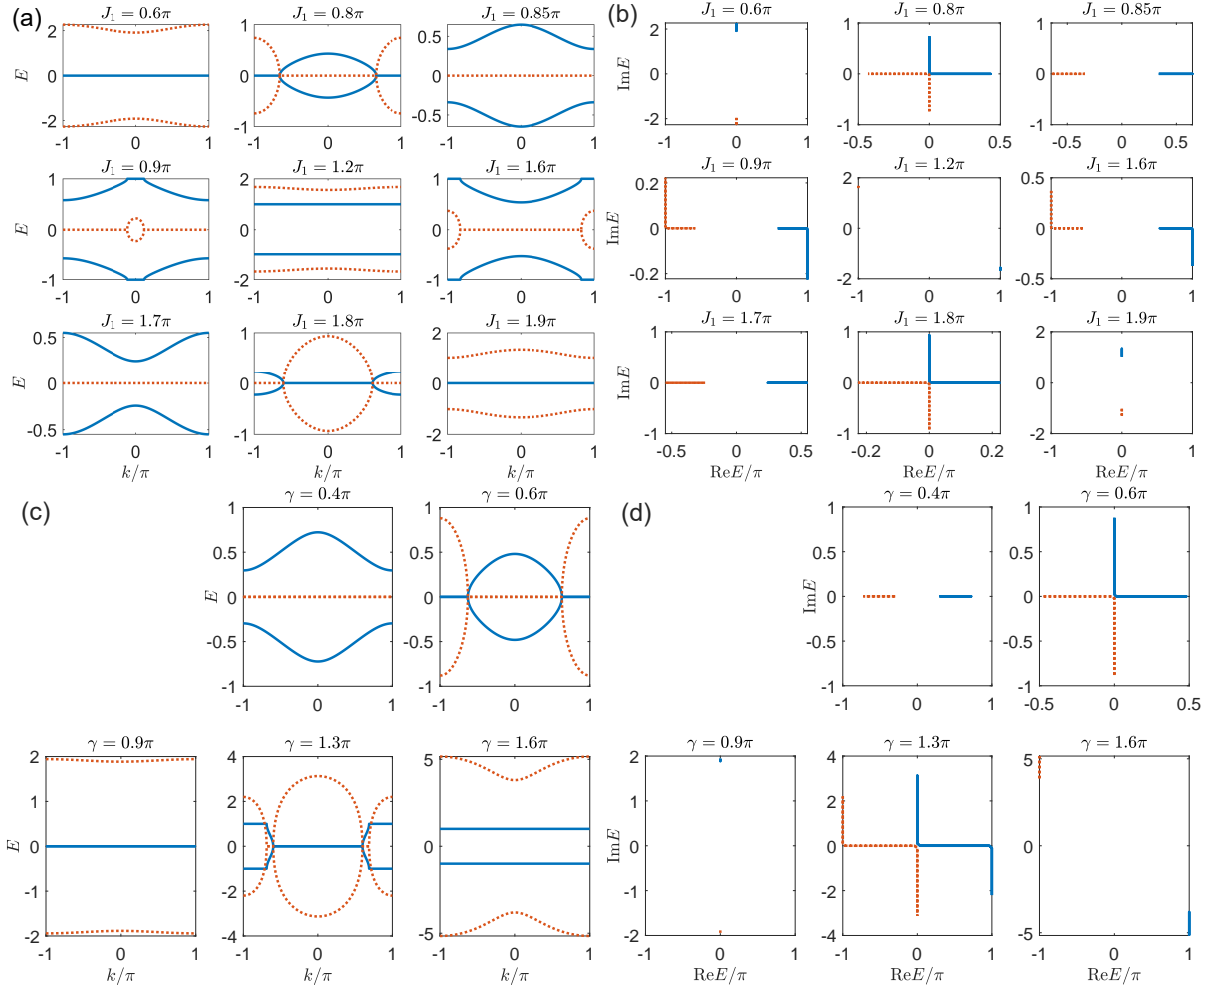 (a)
J₁ = 0.6π J₁ = 0.8π J₁ = 0.85π
E
2 0 -2
1 0 -1
0.5 0 -0.5
-1 0 1 -1 0 1 -1 0 1
J₁ = 0.9π J₁ = 1.2π J₁ = 1.6π
E
1 0 -1
2 0 -2
1 0 -1
-1 0 1 -1 0 1 -1 0 1
J₁ = 1.7π J₁ = 1.8π J₁ = 1.9π
E
0.5 0 -0.5
1 0 -1
2 0 -2
-1 0 1 -1 0 1 -1 0 1
k/π k/π k/π
(b)
J₁ = 0.6π J₁ = 0.8π J₁ = 0.85π
ImE
2 0 -2
1 0 -1
1 0 -1
-1 0 1 -0.5 0 0.5 -0.5 0 0.5
J₁ = 0.9π J₁ = 1.2π J₁ = 1.6π
ImE
0.2 0 -0.2
2 0 -2
0.5 0 -0.5
-0.5 0 0.5 1 -1 0 1 -1 0 1
J₁ = 1.7π J₁ = 1.8π J₁ = 1.9π
ImE
1 0 -1
1 0 -1
2 0 -2
-0.5 0 0.5 -0.2 0 0.2 -1 0 1
ReE/π ReE/π ReE/π
(c)
γ = 0.4π γ = 0.6π
E
1 0.5 0 -0.5 -1
1 0.5 0 -0.5 -1
-1 0 1 -1 0 1
γ = 0.9π γ = 1.3π γ = 1.6π
E
2 1 0 -1 -2
4 2 0 -2 -4
5 0 -5
-1 0 1 -1 0 1 -1 0 1
k/π k/π k/π
(d)
γ = 0.4π γ = 0.6π
ImE
1 0.5 0 -0.5 -1
1 0.5 0 -0.5 -1
-1 0 1 -0.5 0 0.5
γ = 0.9π γ = 1.3π γ = 1.6π
ImE
2 1 0 -1 -2
4 2 0 -2 -4
5 0 -5
-1 0 1 -1 0 1 -1 0 1
ReE/π ReE/π ReE/π